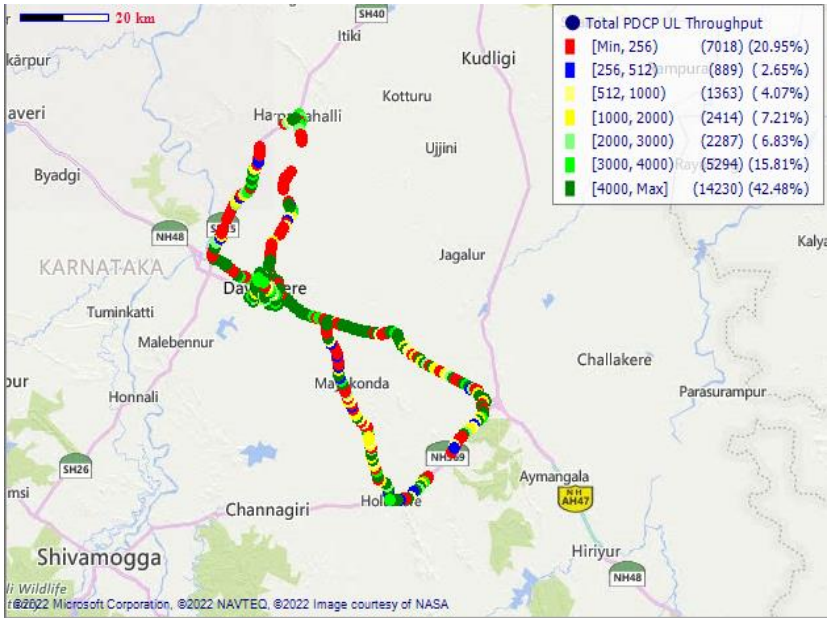 20 km
SH40
Itiki
Kudligi
Kotturu
Ujjini
Byadgi
NH48
KARNATAKA
Jagalur
Tuminkatti
Malebennur
Challakere
Parasurampur
Honnali
SH26
Aymangala
NH
AH47
Channagiri
Hiriyur
Shivamogga
NH48
©2022 Microsoft Corporation, ©2022 NAVTEQ, ©2022 Image courtesy of NASA
Total PDCP UL Throughput
[Min, 256) (7018) (20.95%)
[256, 512) (889) ( 2.65%)
[512, 1000) (1363) ( 4.07%)
[1000, 2000) (2414) ( 7.21%)
[2000, 3000) (2287) ( 6.83%)
[3000, 4000) (5294) (15.81%)
[4000, Max] (14230) (42.48%)